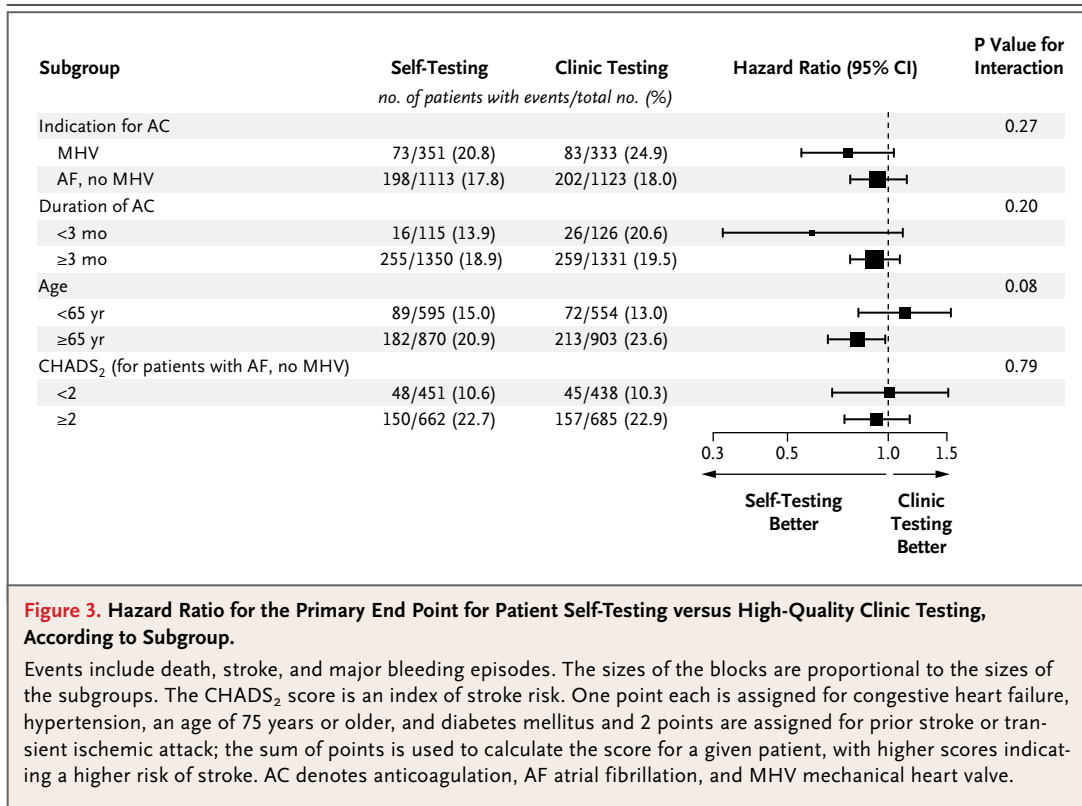 Subgroup Self-Testing Clinic Testing Hazard Ratio (95% CI) P Value for Interaction
no. of patients with events/total no. (%)
Indication for AC 0.27
MHV 73/351 (20.8) 83/333 (24.9)
AF, no MHV 198/1113 (17.8) 202/1123 (18.0)
Duration of AC 0.20
<3 mo 16/115 (13.9) 26/126 (20.6)
≥3 mo 255/1350 (18.9) 259/1331 (19.5)
Age 0.08
<65 yr 89/595 (15.0) 72/554 (13.0)
≥65 yr 182/870 (20.9) 213/903 (23.6)
CHADS₂ (for patients with AF, no MHV) 0.79
<2 48/451 (10.6) 45/438 (10.3)
≥2 150/662 (22.7) 157/685 (22.9)
0.3 0.5 1.0 1.5
Self-Testing Better
Clinic Testing Better
Figure 3. Hazard Ratio for the Primary End Point for Patient Self-Testing versus High-Quality Clinic Testing,
According to Subgroup.
Events include death, stroke, and major bleeding episodes. The sizes of the blocks are proportional to the sizes of
the subgroups. The CHADS₂ score is an index of stroke risk. One point each is assigned for congestive heart failure,
hypertension, an age of 75 years or older, and diabetes mellitus and 2 points are assigned for prior stroke or tran-
sient ischemic attack; the sum of points is used to calculate the score for a given patient, with higher scores indicat-
ing a higher risk of stroke. AC denotes anticoagulation, AF atrial fibrillation, and MHV mechanical heart valve.